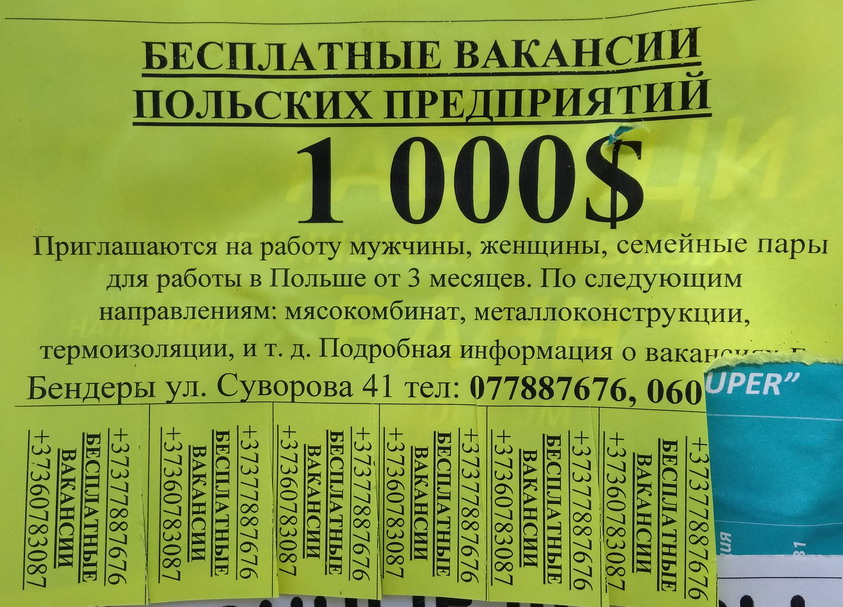 БЕСПЛАТНЫЕ ВАКАНСИИ
ПОЛЬСКИХ ПРЕДПРИЯТИЙ
1 000$
Приглашаются на работу мужчины, женщины, семейные пары
для работы в Польше от 3 месяцев. По следующим
направлениям: мясокомбинат, металлоконструкции,
термоизоляции, и т. д. Подробная информация о вакансиях г.
Бендеры ул. Суворова 41 тел: 077887676, 060
UPER”
+37377887676
БЕСПЛАТНЫЕ
ВАКАНСИИ
+37360783087
+37377887676
БЕСПЛАТНЫЕ
ВАКАНСИИ
+37360783087
+37377887676
БЕСПЛАТНЫЕ
ВАКАНСИИ
+37360783087
+37377887676
БЕСПЛАТНЫЕ
ВАКАНСИИ
+37360783087
+37377887676
БЕСПЛАТНЫЕ
ВАКАНСИИ
+37360783087
+37377887676
БЕСПЛАТНЫЕ
ВАКАНСИИ
+37360783087